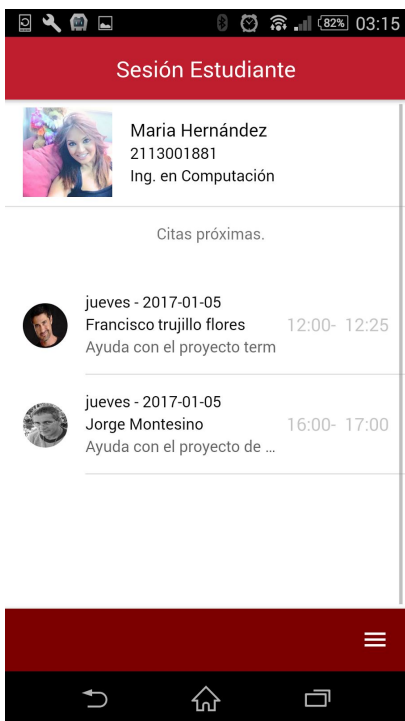 82% 03:15
Sesión Estudiante
Maria Hernández
2113001881
Ing. en Computación
Citas próximas.
jueves - 2017-01-05
Francisco trujillo flores 12:00- 12:25
Ayuda con el proyecto term
jueves - 2017-01-05
Jorge Montesino 16:00- 17:00
Ayuda con el proyecto de ...